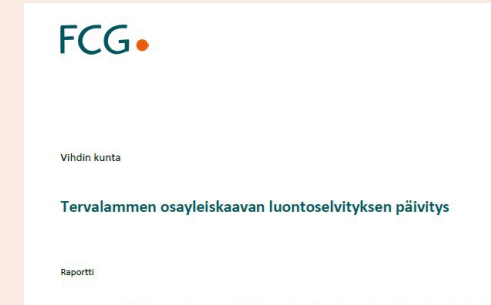 FCG
Vihdin kunta
Tervalammen osayleiskaavan luontoselvityksen päivitys
Raportti